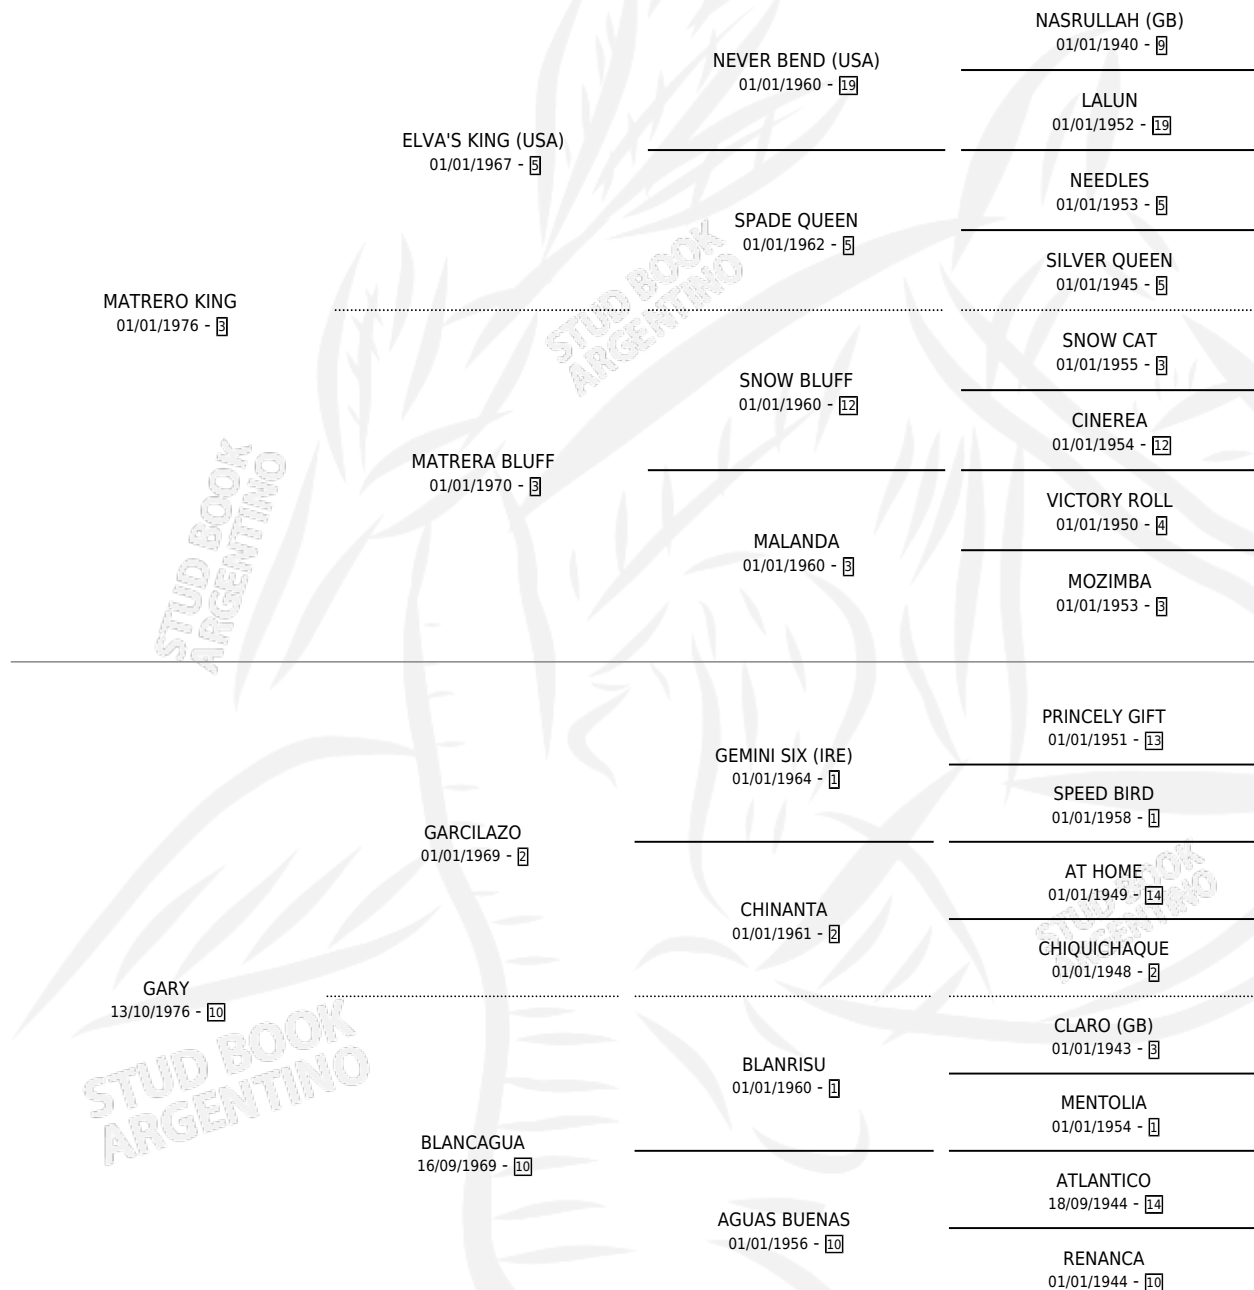 NASRULLAH (GB)
01/01/1940 - 9
NEVER BEND (USA)
01/01/1960 - 19
LALUN
01/01/1952 - 19
ELVA'S KING (USA)
01/01/1967 - 5
NEEDLES
01/01/1953 - 5
SPADE QUEEN
01/01/1962 - 5
SILVER QUEEN
01/01/1945 - 5
MATRERO KING
01/01/1976 - 3
SNOW CAT
01/01/1955 - 3
SNOW BLUFF
01/01/1960 - 12
CINEREA
01/01/1954 - 12
MATRERA BLUFF
01/01/1970 - 3
VICTORY ROLL
01/01/1950 - 4
MALANDA
01/01/1960 - 3
MOZIMBA
01/01/1953 - 3
STUD BOOK
ARGENTINO
STUD BOOK
ARGENTINO
PRINCELY GIFT
01/01/1951 - 13
GEMINI SIX (IRE)
01/01/1964 - 1
SPEED BIRD
01/01/1958 - 1
GARCILAZO
01/01/1969 - 2
AT HOME
01/01/1949 - 14
CHINANTA
01/01/1961 - 2
CHIQUICHAQUE
01/01/1948 - 2
STUD BOOK
ARGENTINO
GARY
13/10/1976 - 10
CLARO (GB)
01/01/1943 - 3
BLANRISU
01/01/1960 - 1
MENTOLIA
01/01/1954 - 1
BLANCAGUA
16/09/1969 - 10
ATLANTICO
18/09/1944 - 14
AGUAS BUENAS
01/01/1956 - 10
RENANCA
01/01/1944 - 10
STUD BOOK
ARGENTINO